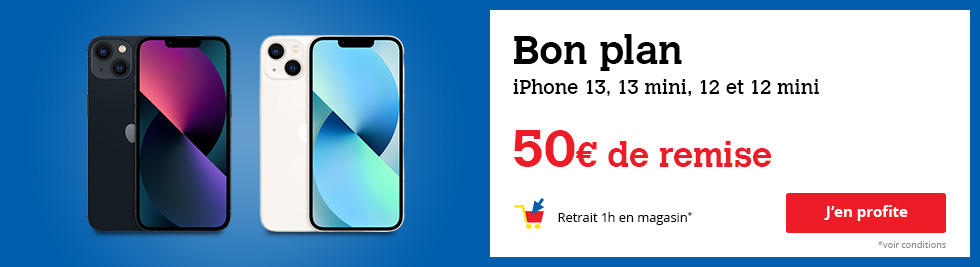 Bon plan
iPhone 13, 13 mini, 12 et 12 mini
50€ de remise
Retrait 1h en magasin*
J'en profite
*voir conditions